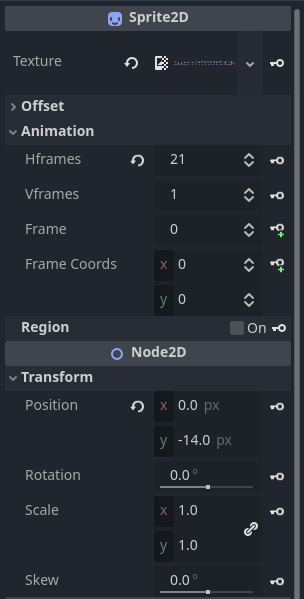 Sprite2D
Texture
Offset
Animation
Hframes 21
Vframes 1
Frame 0
Frame Coords x 0
y 0
Region On
Node2D
Transform
Position x 0.0 px
y -14.0 px
Rotation 0.0°
Scale x 1.0
y 1.0
Skew 0.0°